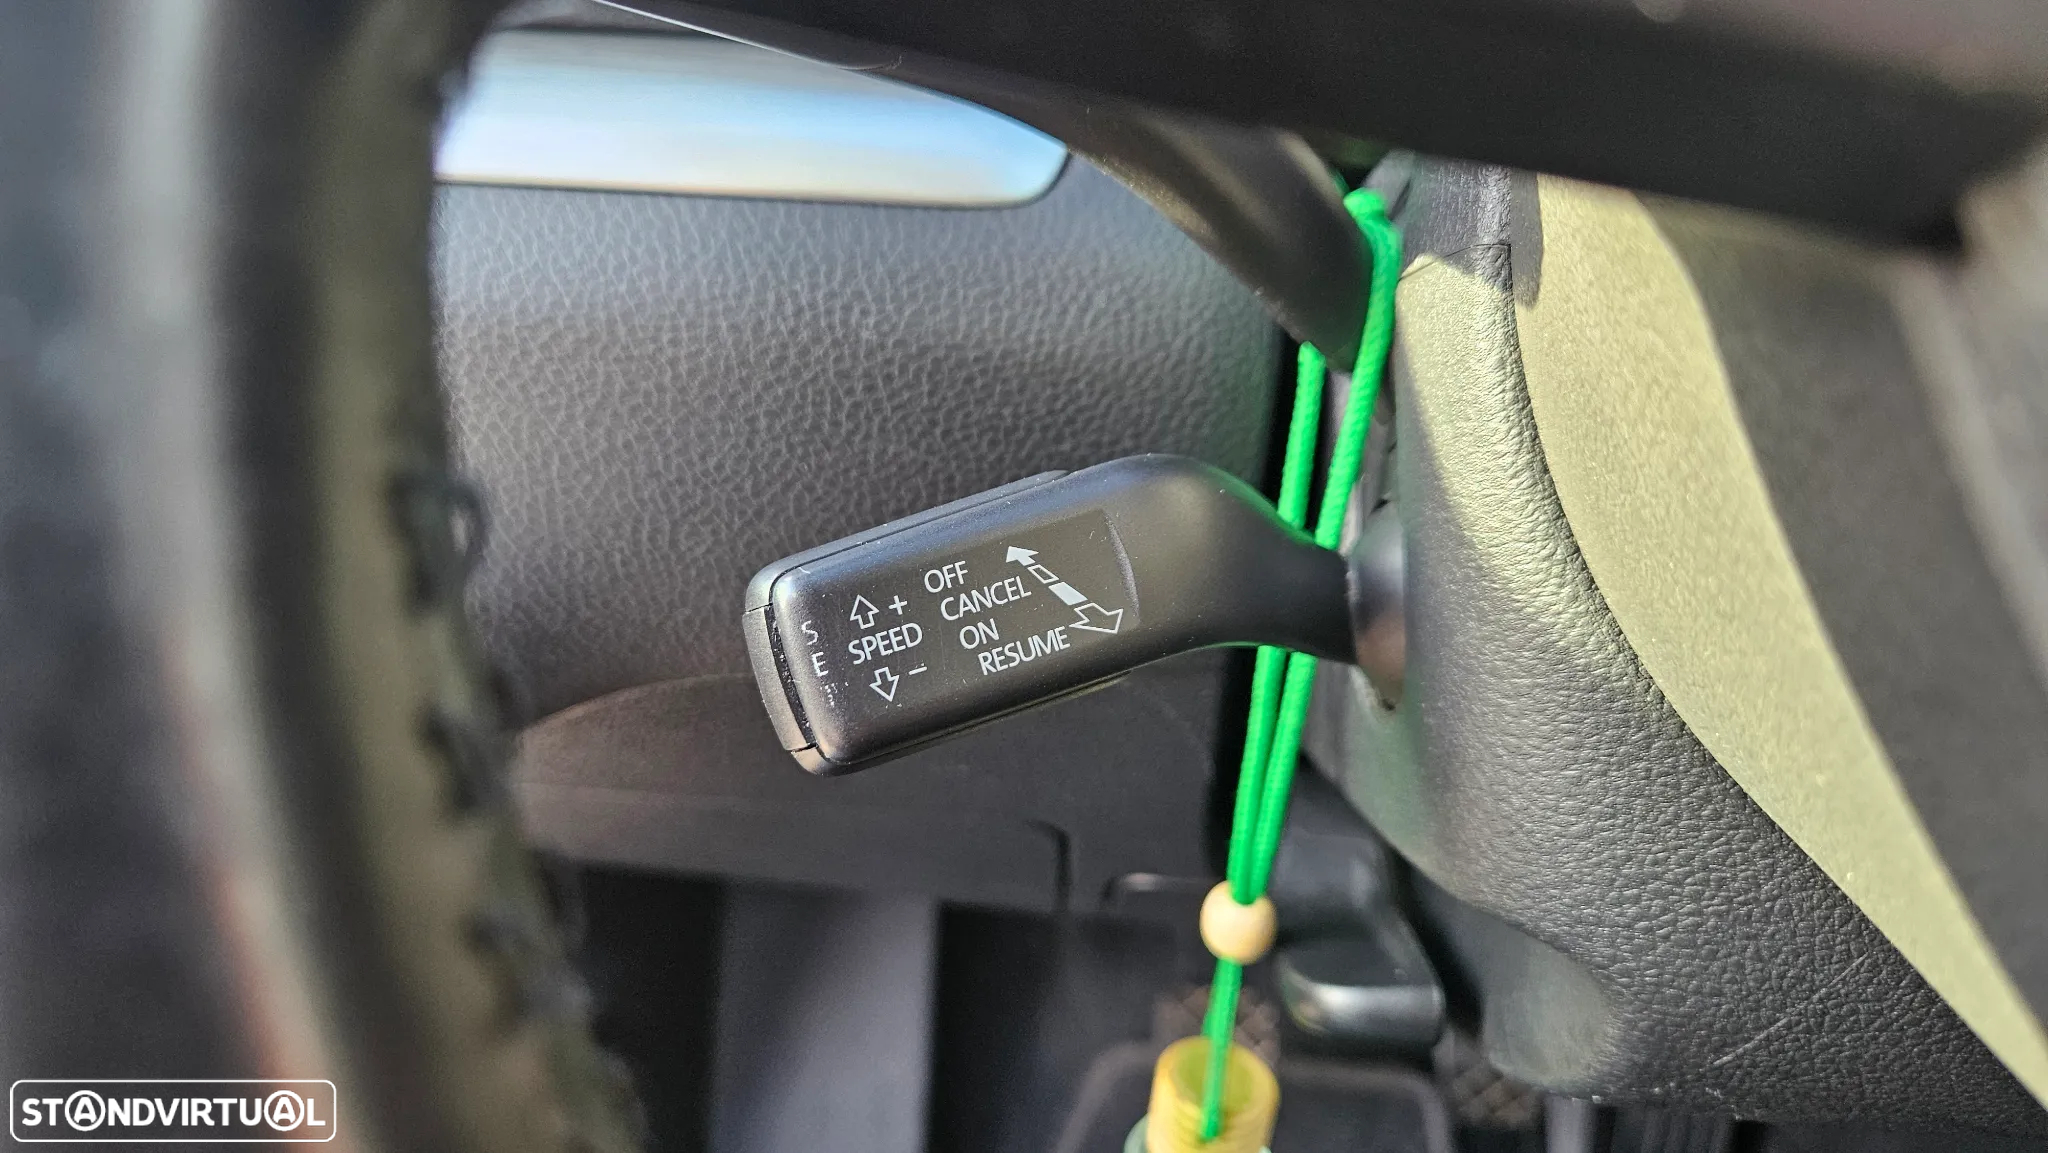 OFF
CANCEL
ON
RESUME
+
SPEED
–
S
E
STANDVIRTUAL